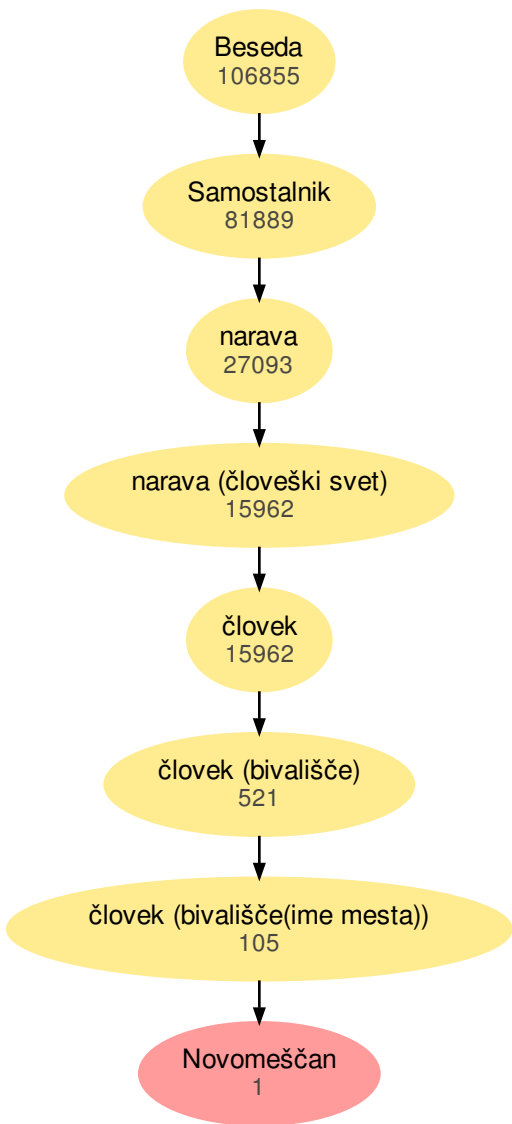 Beseda
106855
Samostalnik
81889
narava
27093
narava (človeški svet)
15962
človek
15962
človek (bivališče)
521
človek (bivališče(ime mesta))
105
Novomeščan
1